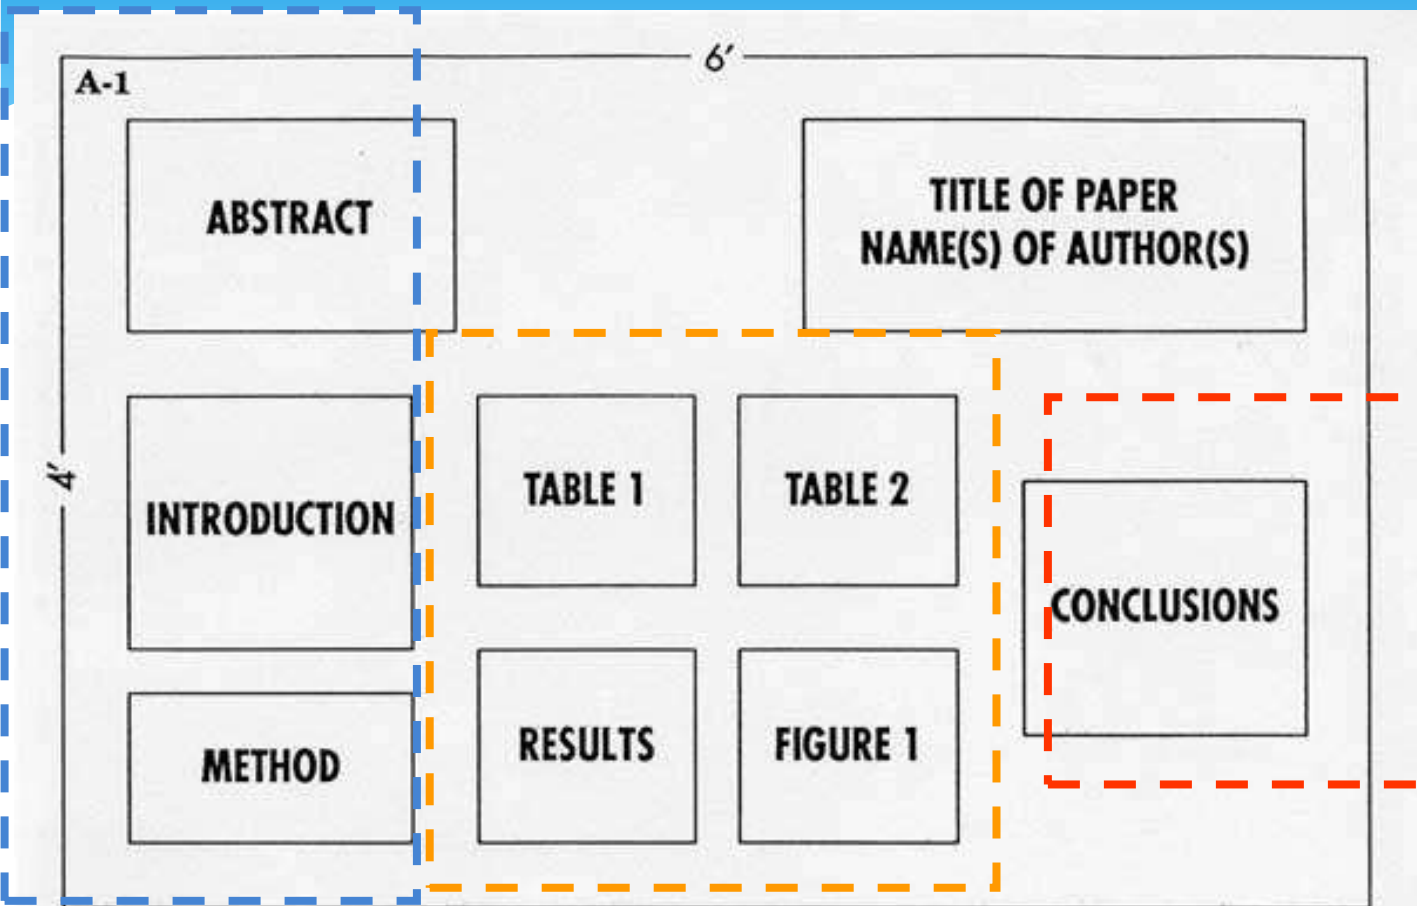 6′
A-1
ABSTRACT
TITLE OF PAPER
NAME(S) OF AUTHOR(S)
4′
INTRODUCTION
TABLE 1
TABLE 2
CONCLUSIONS
METHOD
RESULTS
FIGURE 1